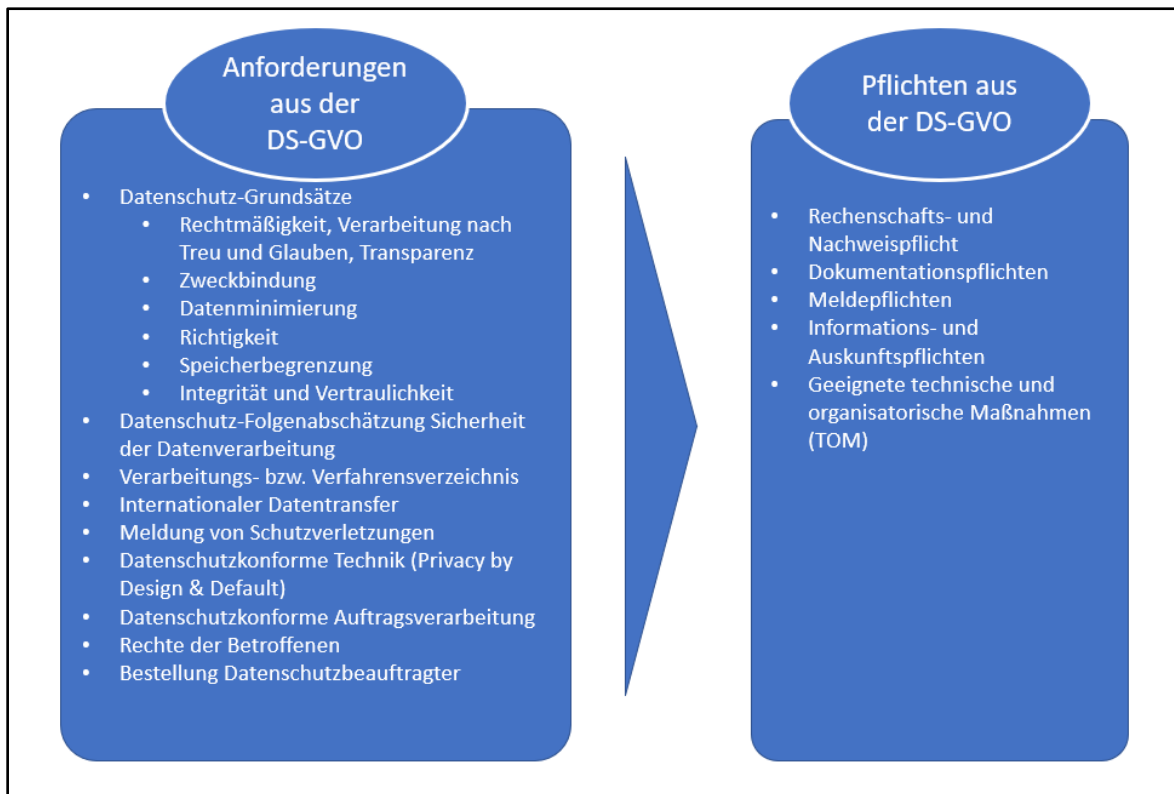 Anforderungen
aus der
DS-GVO
• Datenschutz-Grundsätze
• Rechtmäßigkeit, Verarbeitung nach
Treu und Glauben, Transparenz
• Zweckbindung
• Datenminimierung
• Richtigkeit
• Speicherbegrenzung
• Integrität und Vertraulichkeit
• Datenschutz-Folgenabschätzung Sicherheit
der Datenverarbeitung
• Verarbeitungs- bzw. Verfahrensverzeichnis
• Internationaler Datentransfer
• Meldung von Schutzverletzungen
• Datenschutzkonforme Technik (Privacy by
Design & Default)
• Datenschutzkonforme Auftragsverarbeitung
• Rechte der Betroffenen
• Bestellung Datenschutzbeauftragter
Pflichten aus
der DS-GVO
• Rechenschafts- und
Nachweispflicht
• Dokumentationspflichten
• Meldepflichten
• Informations- und
Auskunftspflichten
• Geeignete technische und
organisatorische Maßnahmen
(TOM)